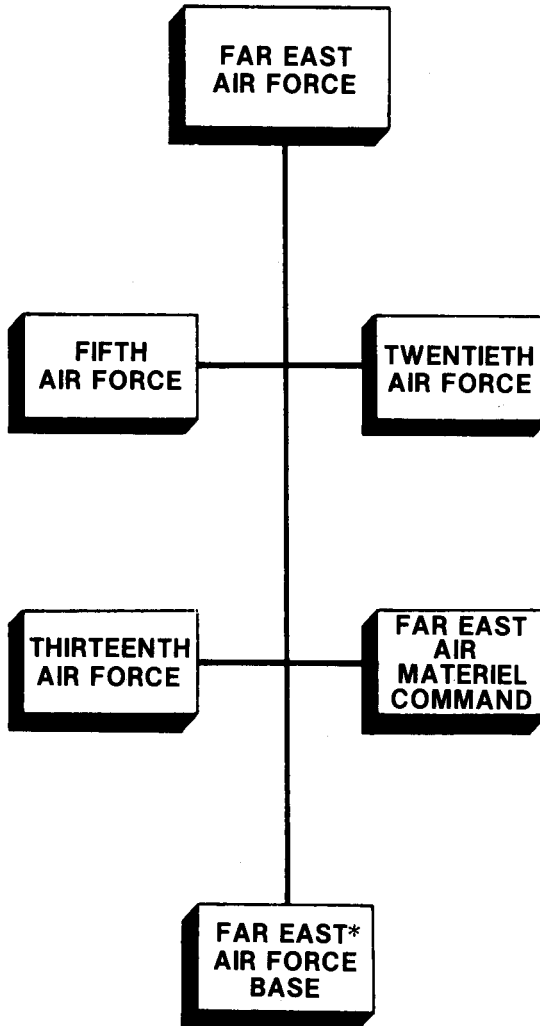 FAR EAST
AIR FORCE
FIFTH
AIR FORCE
TWENTIETH
AIR FORCE
THIRTEENTH
AIR FORCE
FAR EAST
AIR
MATERIEL
COMMAND
FAR EAST*
AIR FORCE
BASE